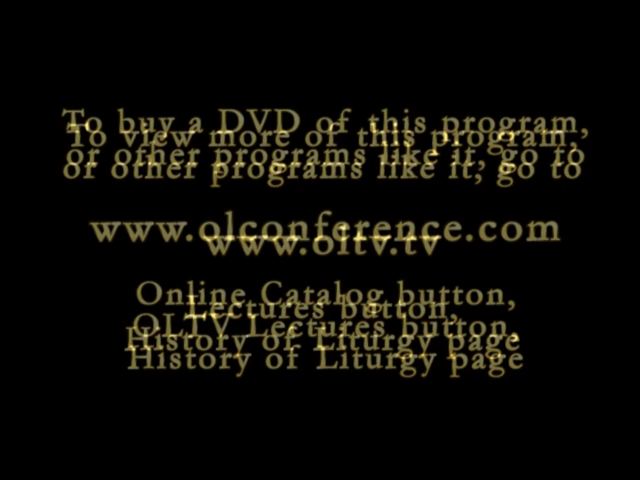 To buy a DVD of this program,
To view more of this program,
or other programs like it, go to
or other programs like it, go to
www.olconference.com
www.oltv.tv
Online Catalog button,
Lectures button,
OLTV Lectures button,
History of Liturgy page
History of Liturgy page